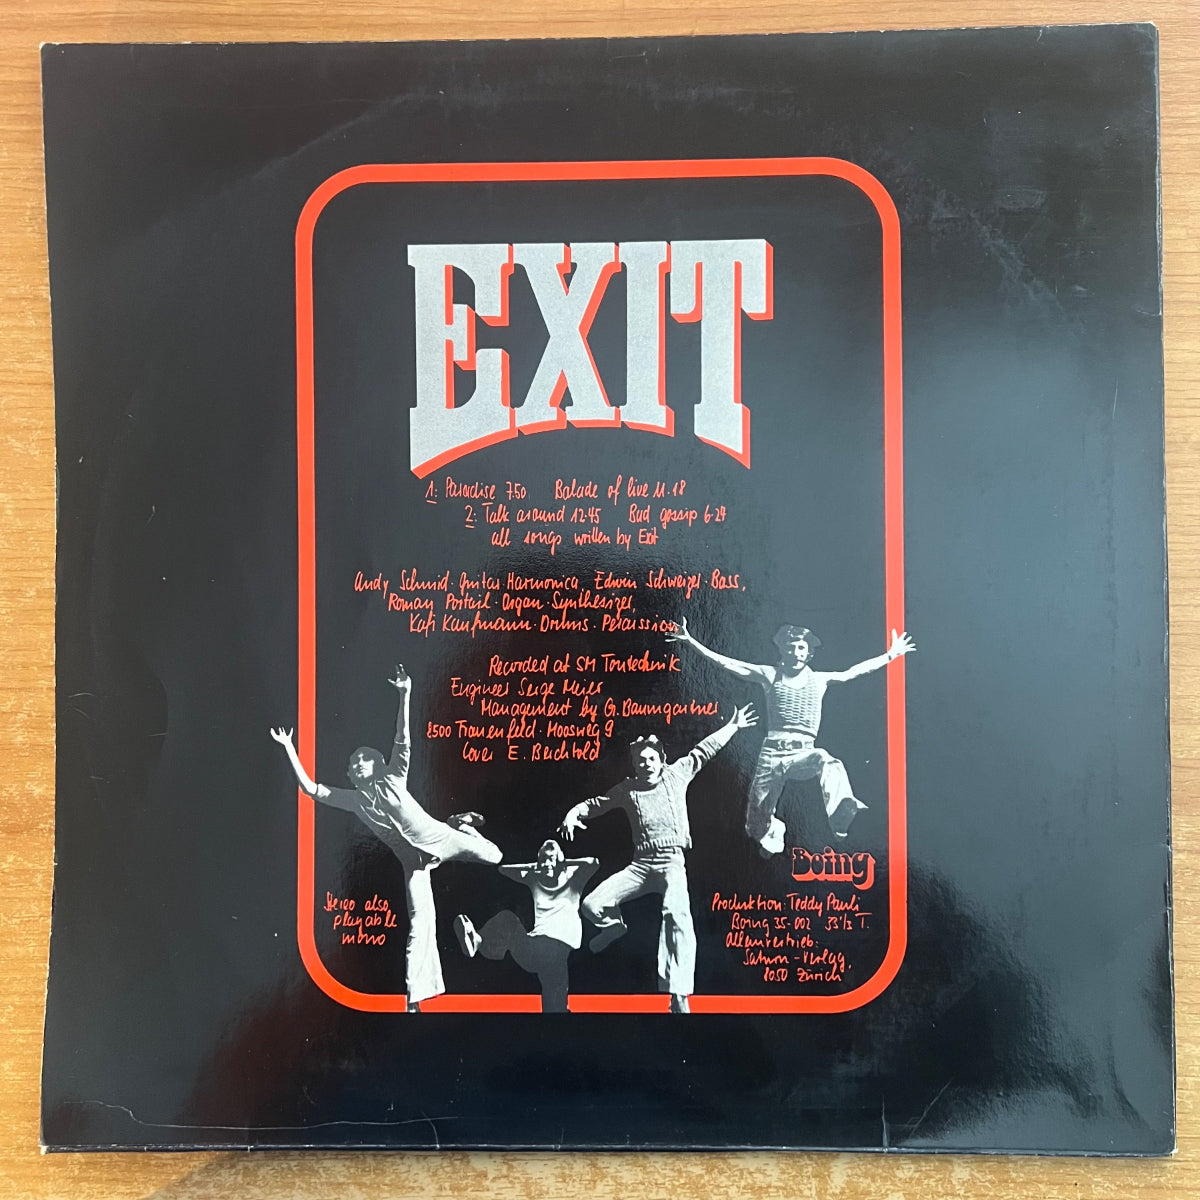 EXIT
1: Paradise 7.50 Balade of live 11.18
2: Talk around 12.45 Bad gossip 6.27
all songs written by Exit
Andy Schmid · Guitar · Harmonica, Edwin Schweizer · Bass,
Roman Portail · Organ · Synthesizer,
Käfi Kaufmann · Drums · Percussion
Recorded at SM Tontechnik
Engineer Serge Meier
Management by G. Baumgartner
8500 Frauenfeld · Moosweg 9
Cover E. Bechtold
Boing
Stereo also
playable
mono
Produktion: Teddy Pauli
Boing 35-002 33 1/3 T.
Alleinvertrieb:
Saturn-Verlag,
8050 Zürich